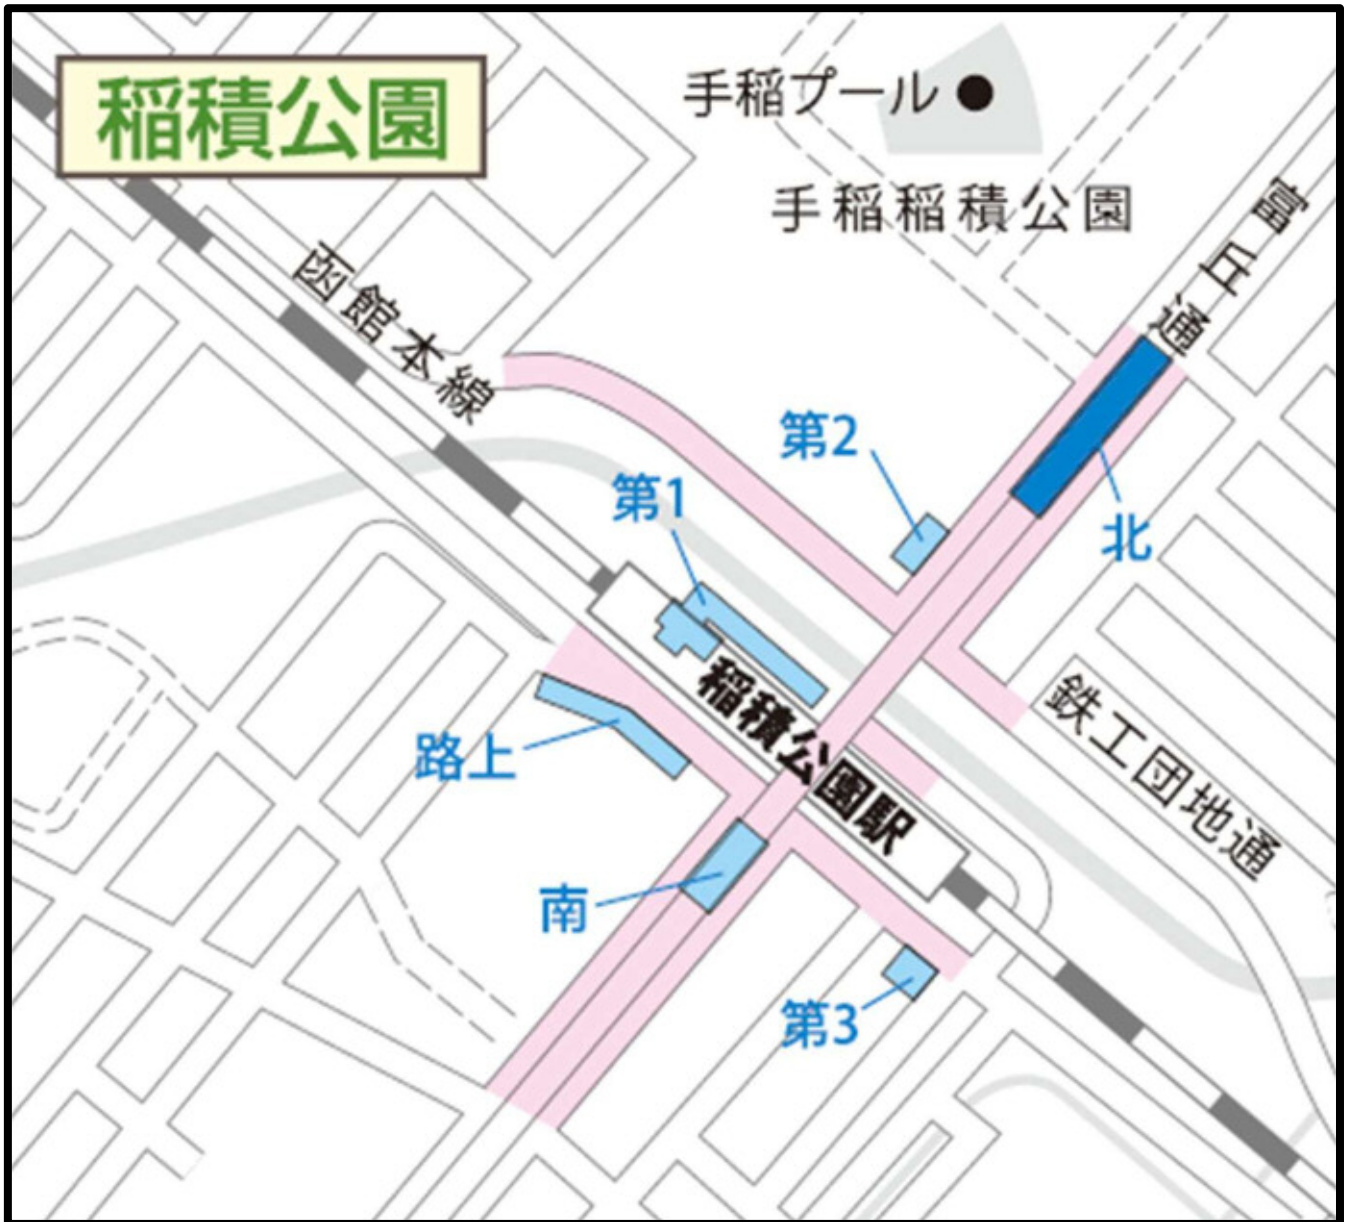 稲積公園
手稲プール
手稲稲積公園
富丘通
函館本線
第2
第1
北
稲積公園駅
鉄工団地通
路上
南
第3